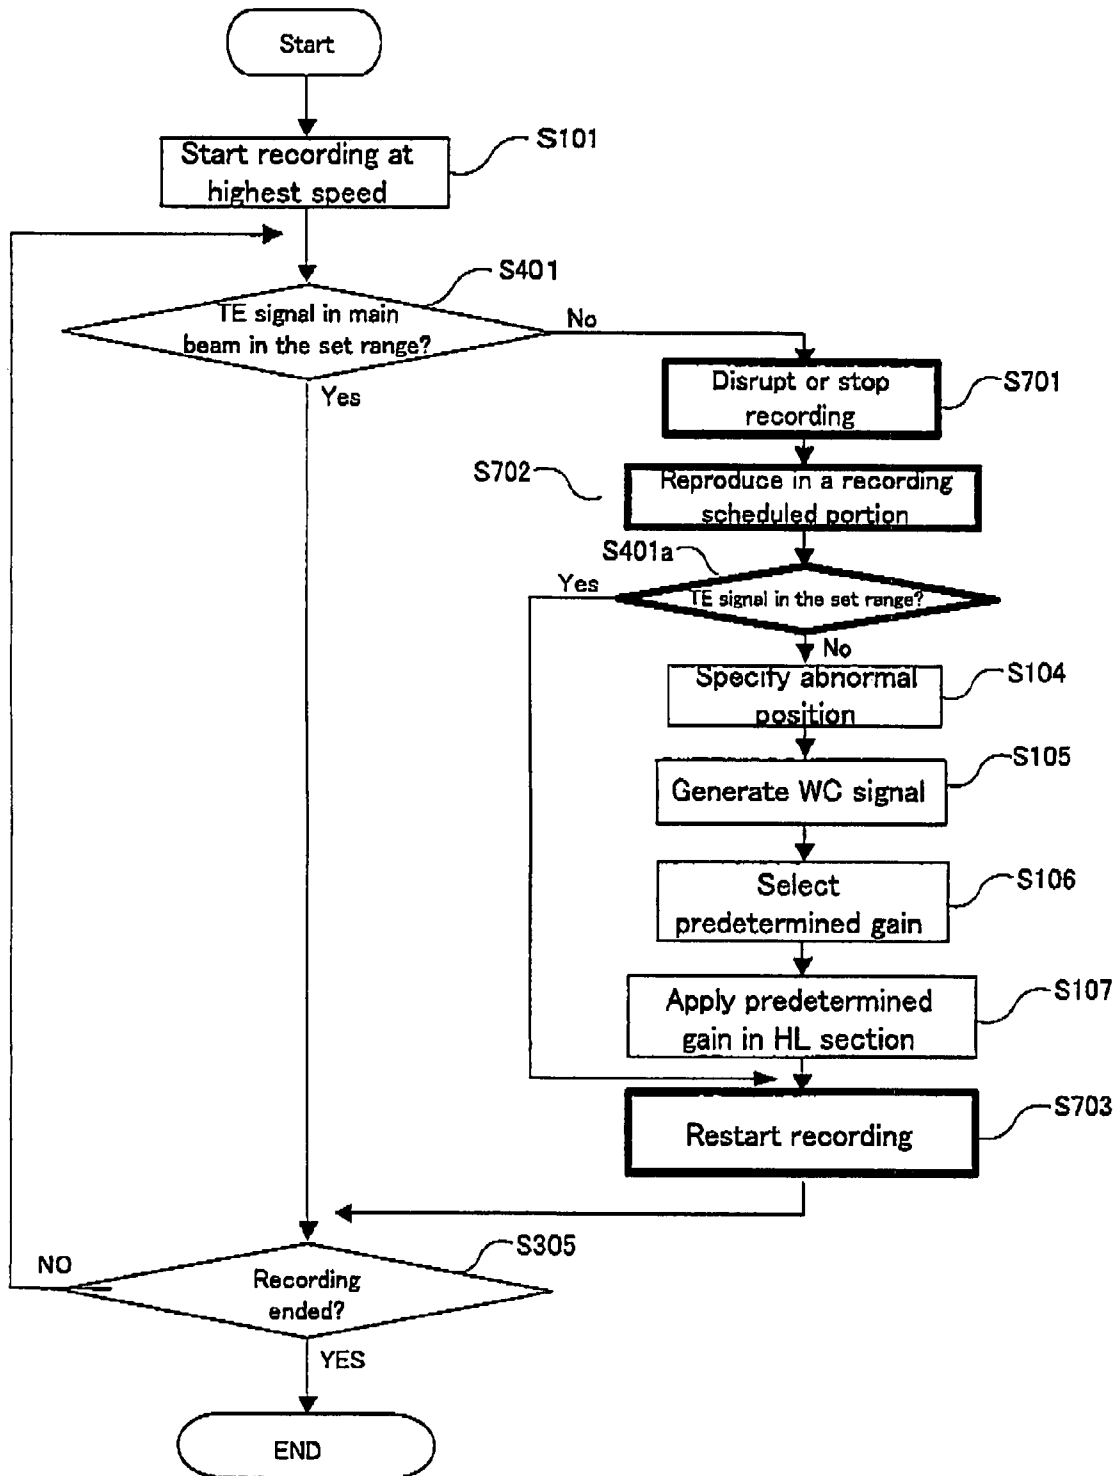 Start
S101
Start recording at
highest speed
S401
TE signal in main
beam in the set range?
No
Yes
Disrupt or stop
recording
S701
S702
Reproduce in a recording
scheduled portion
S401a
Yes
TE signal in the set range?
No
Specify abnormal
position
S104
Generate WC signal
S105
Select
predetermined gain
S106
Apply predetermined
gain in HL section
S107
Restart recording
S703
S305
NO
Recording
ended?
YES
END